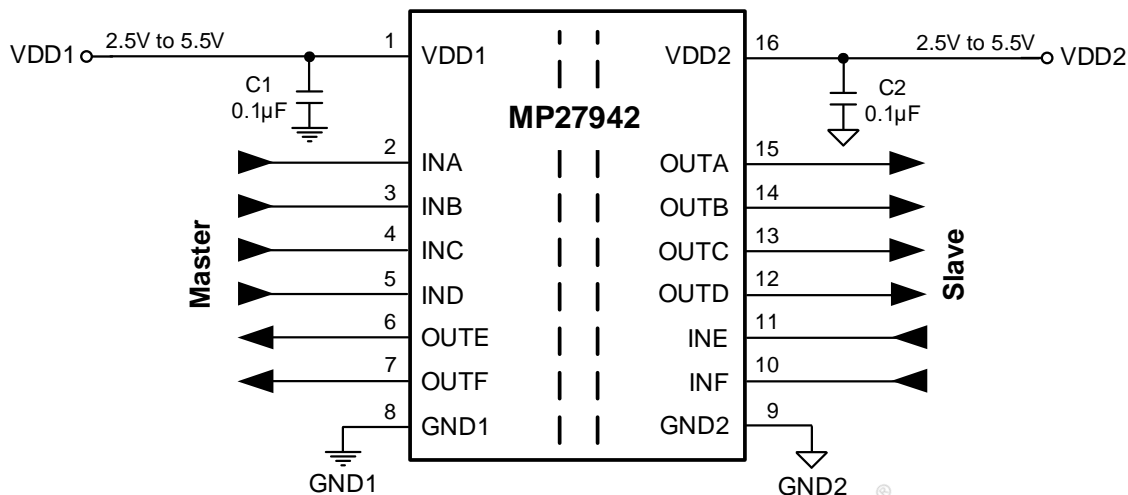 VDD1
2.5V to 5.5V
1
VDD1
VDD2
16
2.5V to 5.5V
VDD2
C1
0.1µF
C2
0.1µF
MP27942
2
INA
OUTA
15
3
INB
OUTB
14
4
INC
OUTC
13
5
IND
OUTD
12
6
OUTE
INE
11
7
OUTF
INF
10
8
GND1
GND2
9
Master
Slave
GND1
GND2
®